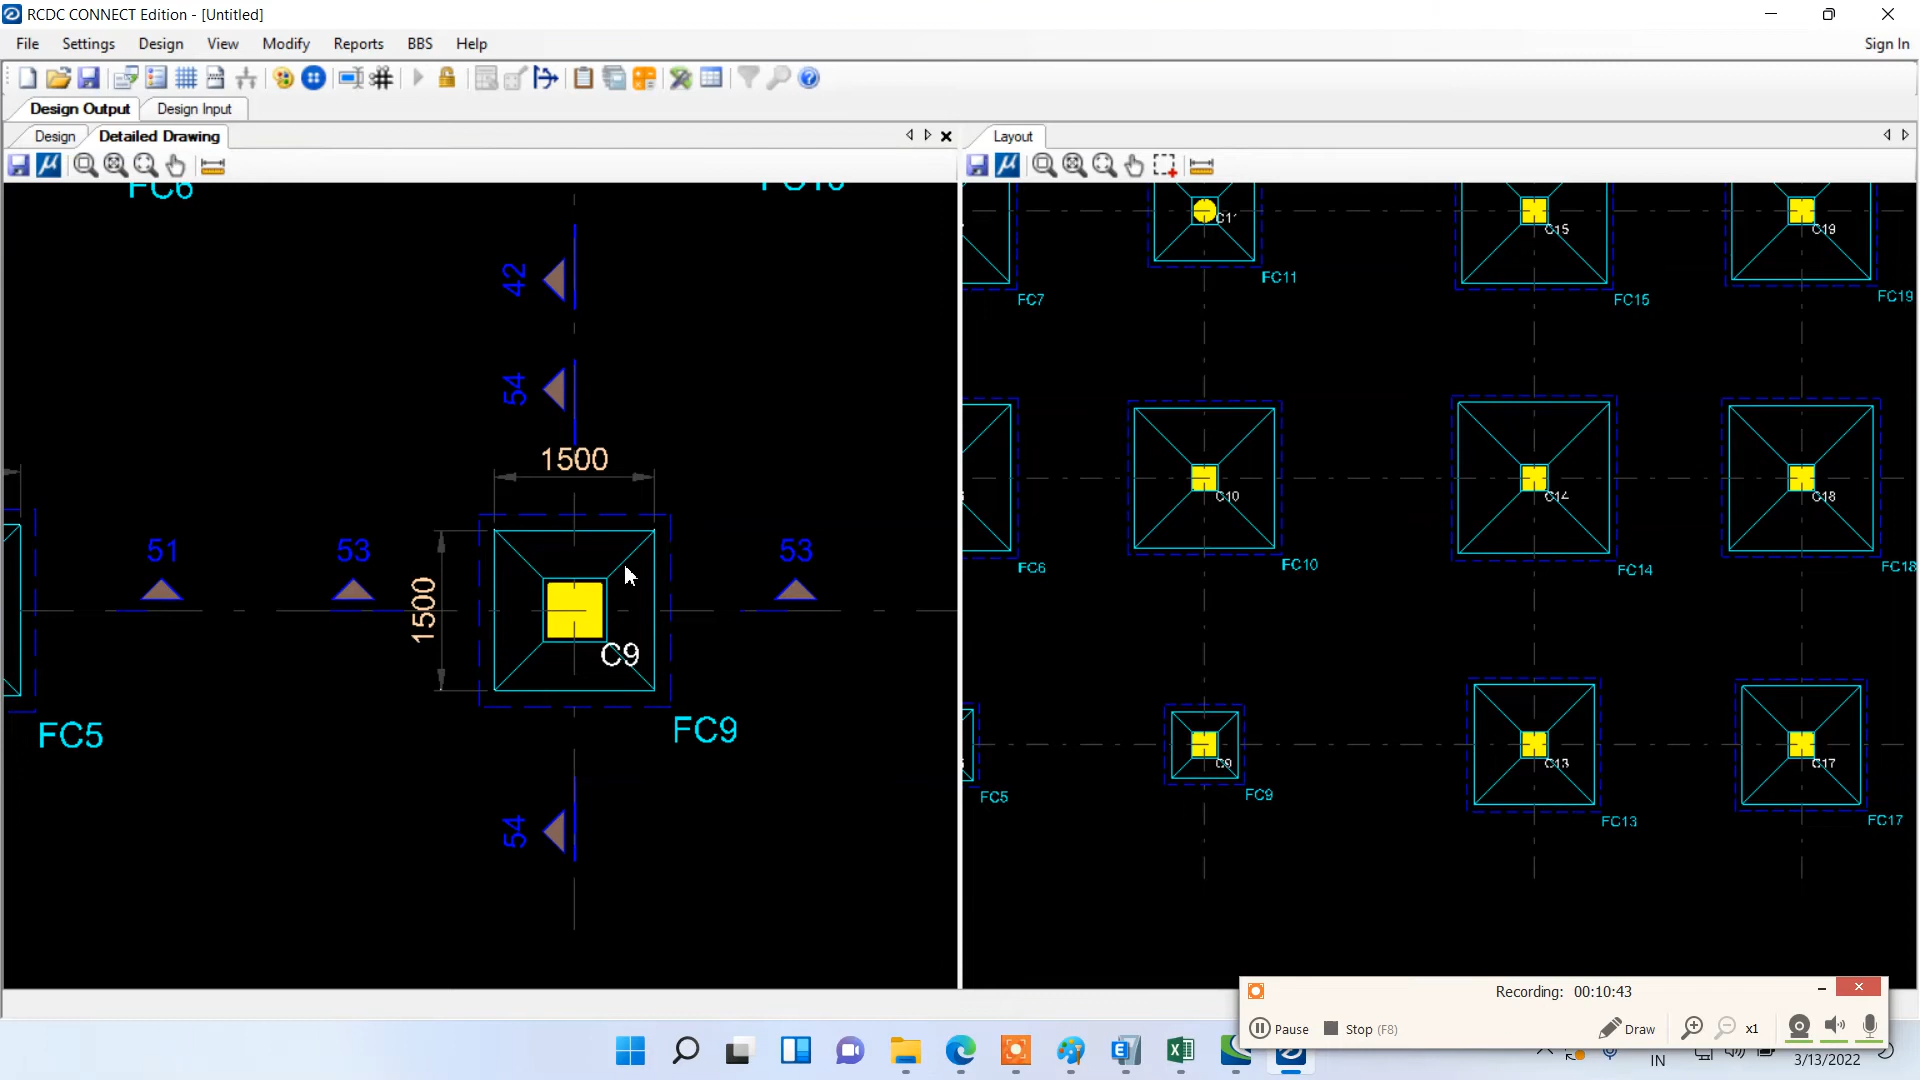 RCDC CONNECT Edition - [Untitled]
File Settings Design View Modify Reports BBS Help Sign In
Design Output Design Input
Design Detailed Drawing Layout
FC6
42
54
1500
1500
51 53 53
C9
FC5 FC9
54
C11 C15 C19
FC7 FC11 FC15 FC19
C10 C14 C18
FC6 FC10 FC14 FC18
C9 C13 C17
FC5 FC9 FC13 FC17
Recording: 00:10:43
Pause Stop (F8) Draw x1
IN 3/13/2022